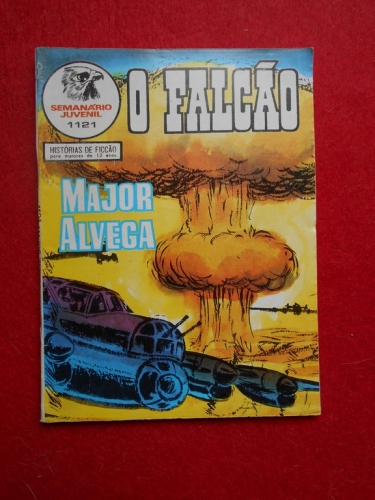 O FALCÃO
SEMANÁRIO
JUVENIL
1121
HISTÓRIAS DE FICÇÃO
para maiores de 12 anos
MAJOR
ALVEGA